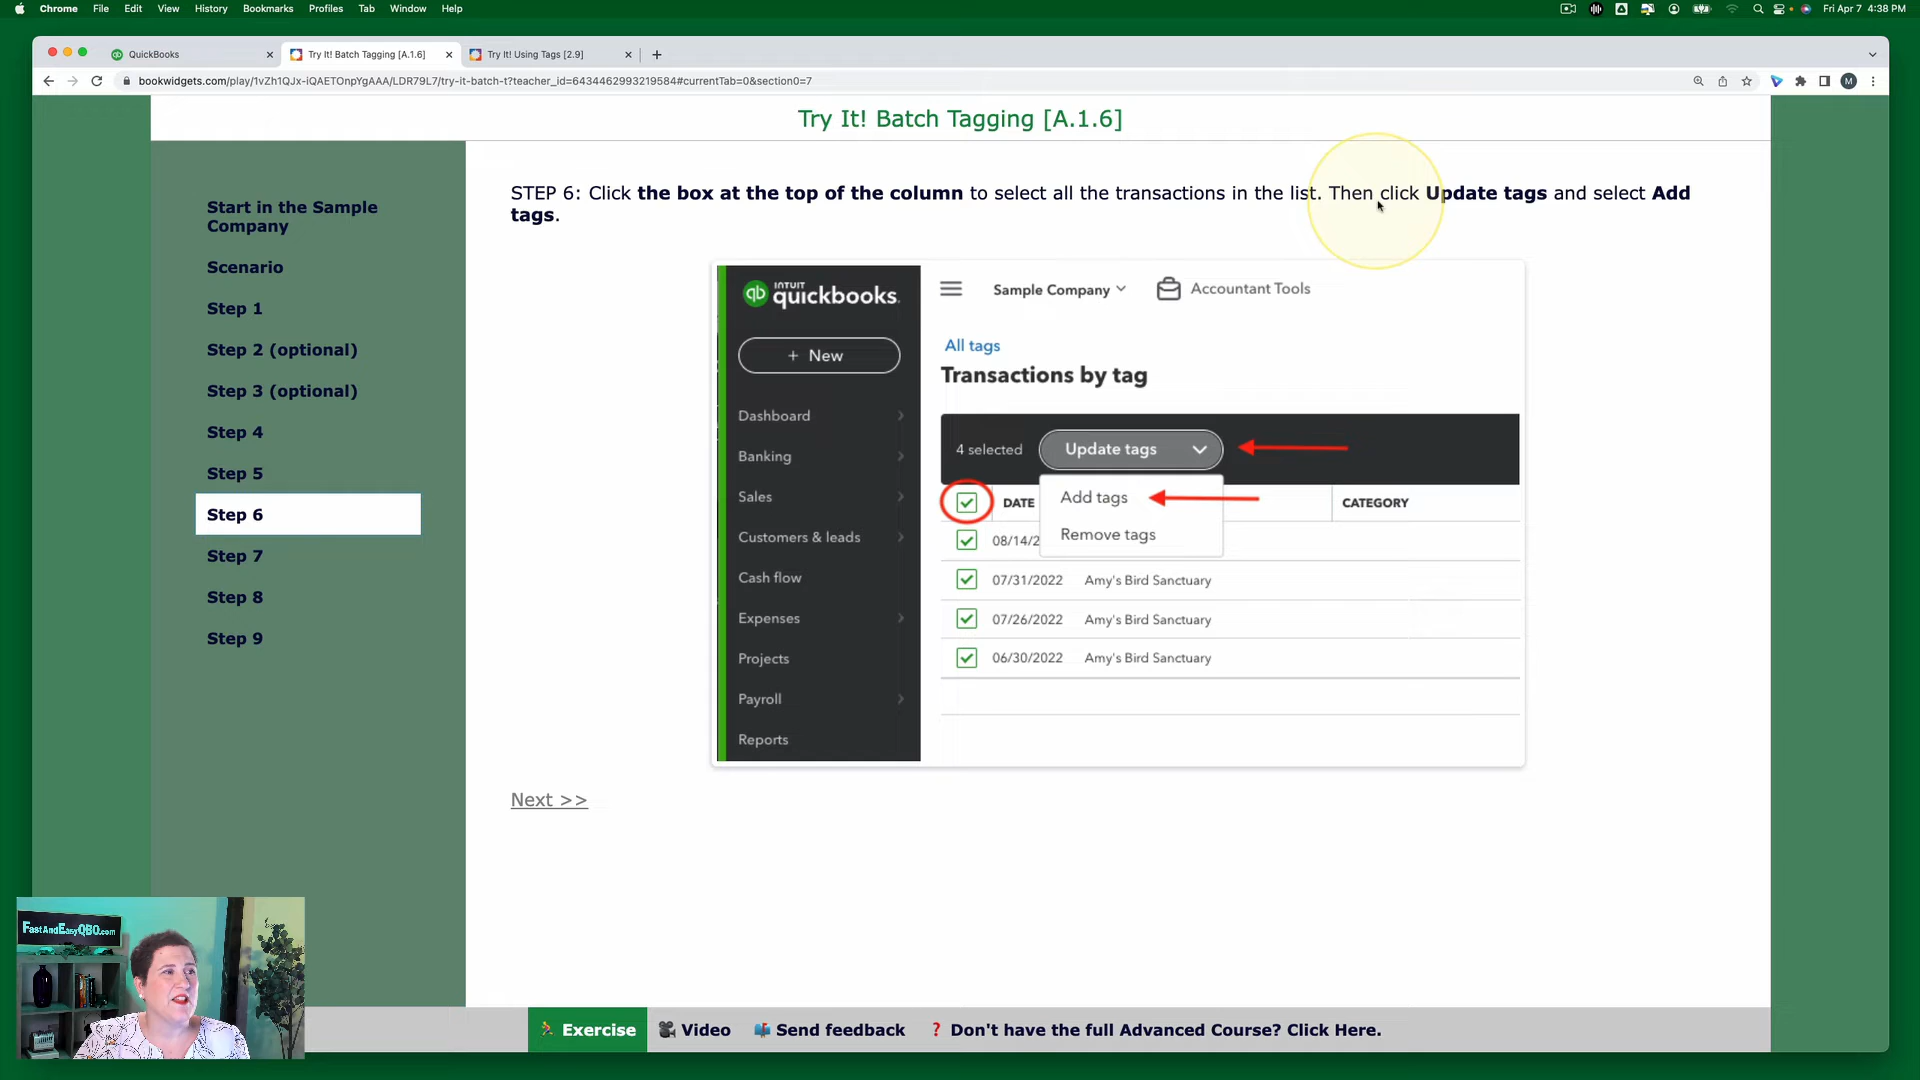 Chrome File Edit View History Bookmarks Profiles Tab Window Help
Fri Apr 7 4:38 PM
QuickBooks
Try It! Batch Tagging [A.1.6]
Try It! Using Tags [2.9]
bookwidgets.com/play/1vZh1QJx-iQAETOnpYgAAA/LDR79L7/try-it-batch-t?teacher_id=6434462993219584#currentTab=0&section0=7
M
Try It! Batch Tagging [A.1.6]
Start in the Sample
Company
Scenario
Step 1
Step 2 (optional)
Step 3 (optional)
Step 4
Step 5
Step 6
Step 7
Step 8
Step 9
STEP 6: Click the box at the top of the column to select all the transactions in the list. Then click Update tags and select Add
tags.
qb INTUIT
quickbooks.
+ New
Dashboard
Banking
Sales
Customers & leads
Cash flow
Expenses
Projects
Payroll
Reports
Sample Company
Accountant Tools
All tags
Transactions by tag
4 selected
Update tags
Add tags
Remove tags
DATE
CATEGORY
08/14/2
07/31/2022 Amy's Bird Sanctuary
07/26/2022 Amy's Bird Sanctuary
06/30/2022 Amy's Bird Sanctuary
Next >>
FastAndEasyQBO.com
Exercise
Video
Send feedback
? Don't have the full Advanced Course? Click Here.